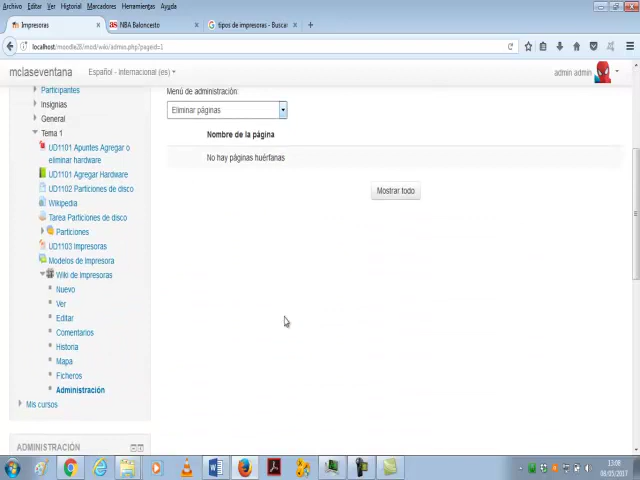 Archivo Editar Ver Historial Marcadores Herramientas Ayuda
Impresoras × NBA Baloncesto × tipos de impresoras - Busca × +
localhost/moodle28/mod/wiki/admin.php?pageid=1
mclaseventana Español - Internacional (es) admin admin
Participantes
Insignias
General
Tema 1
UD1101 Apuntes Agregar o
eliminar hardware
UD1101 Agregar Hardware
UD1102 Particiones de disco
Wikipedia
Tarea Particiones de disco
Particiones
UD1103 Impresoras
Modelos de Impresora
Wiki de Impresoras
Nuevo
Ver
Editar
Comentarios
Historia
Mapa
Ficheros
Administración
Mis cursos
ADMINISTRACIÓN
Menú de administración:
Eliminar páginas
Nombre de la página
No hay páginas huérfanas
Mostrar todo
13:08
08/05/2017